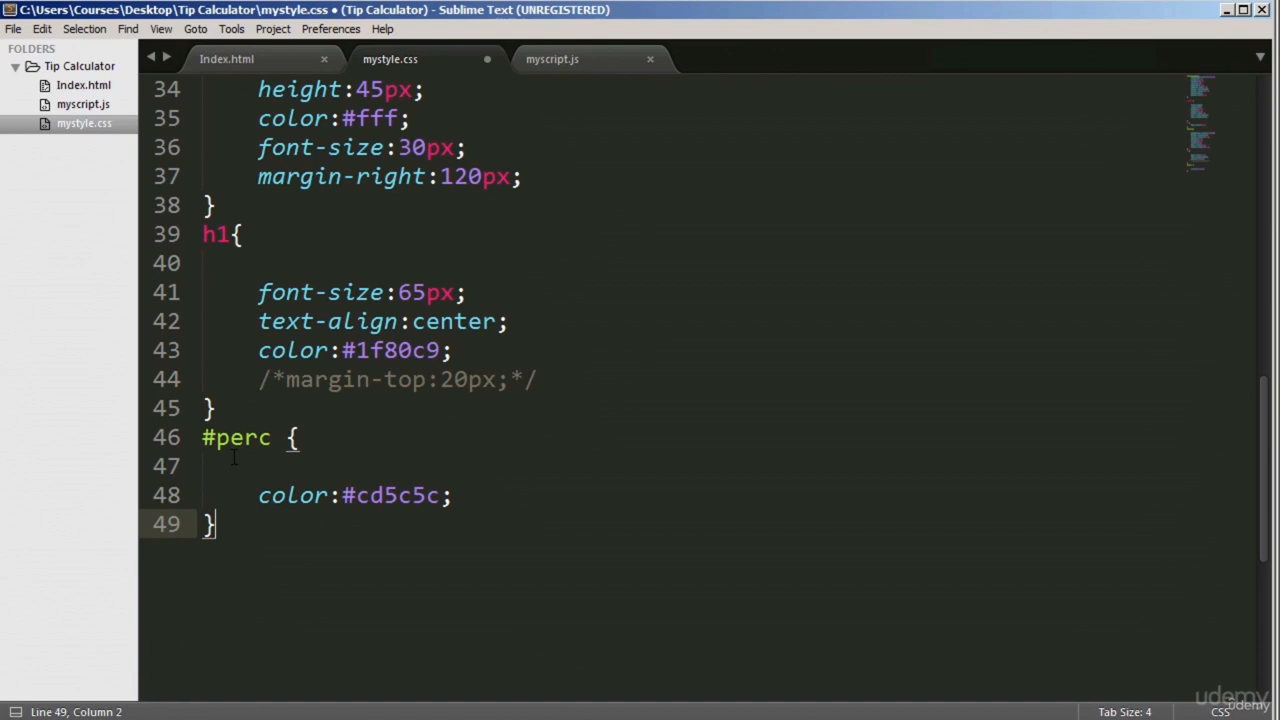 C:\Users\Courses\Desktop\Tip Calculator\mystyle.css • (Tip Calculator) - Sublime Text (UNREGISTERED)
File Edit Selection Find View Goto Tools Project Preferences Help
FOLDERS
Tip Calculator
Index.html
myscript.js
mystyle.css
Index.html × mystyle.css myscript.js ×
34 height:45px;
35 color:#fff;
36 font-size:30px;
37 margin-right:120px;
38 }
39 h1{
40
41 font-size:65px;
42 text-align:center;
43 color:#1f80c9;
44 /*margin-top:20px;*/
45 }
46 #perc {
47
48 color:#cd5c5c;
49 }
Line 49, Column 2 Tab Size: 4 CSS
udemy
udemy